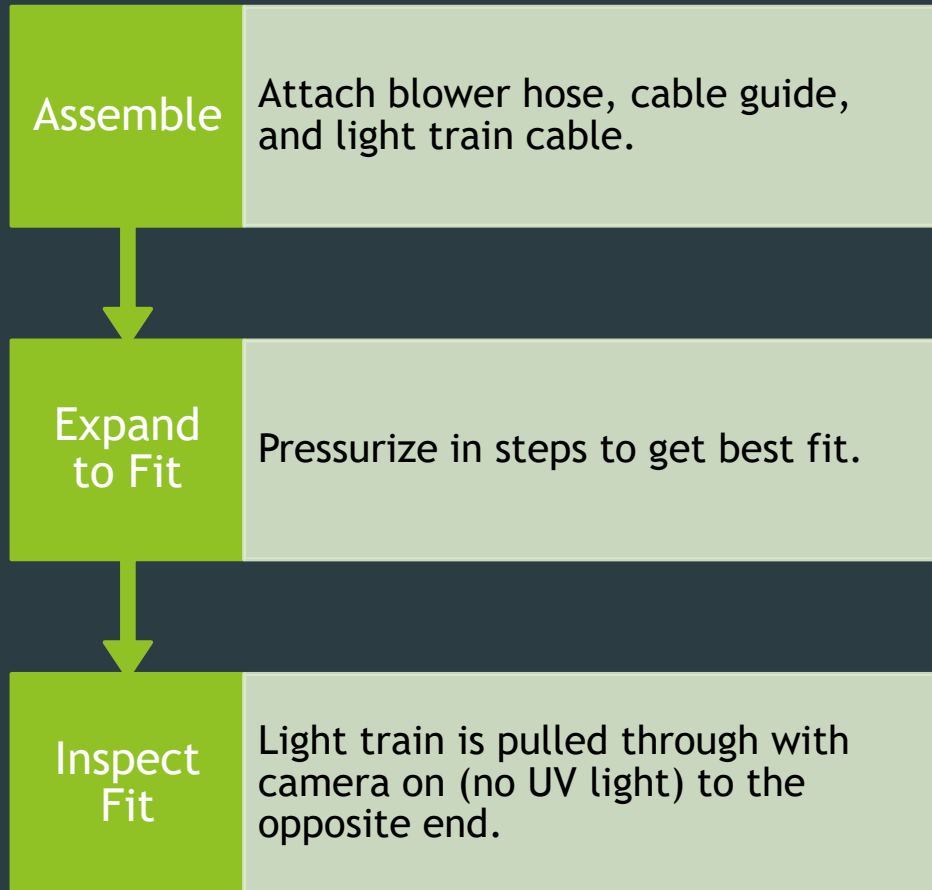 Assemble
Attach blower hose, cable guide,
and light train cable.
Expand
to Fit
Pressurize in steps to get best fit.
Inspect
Fit
Light train is pulled through with
camera on (no UV light) to the
opposite end.